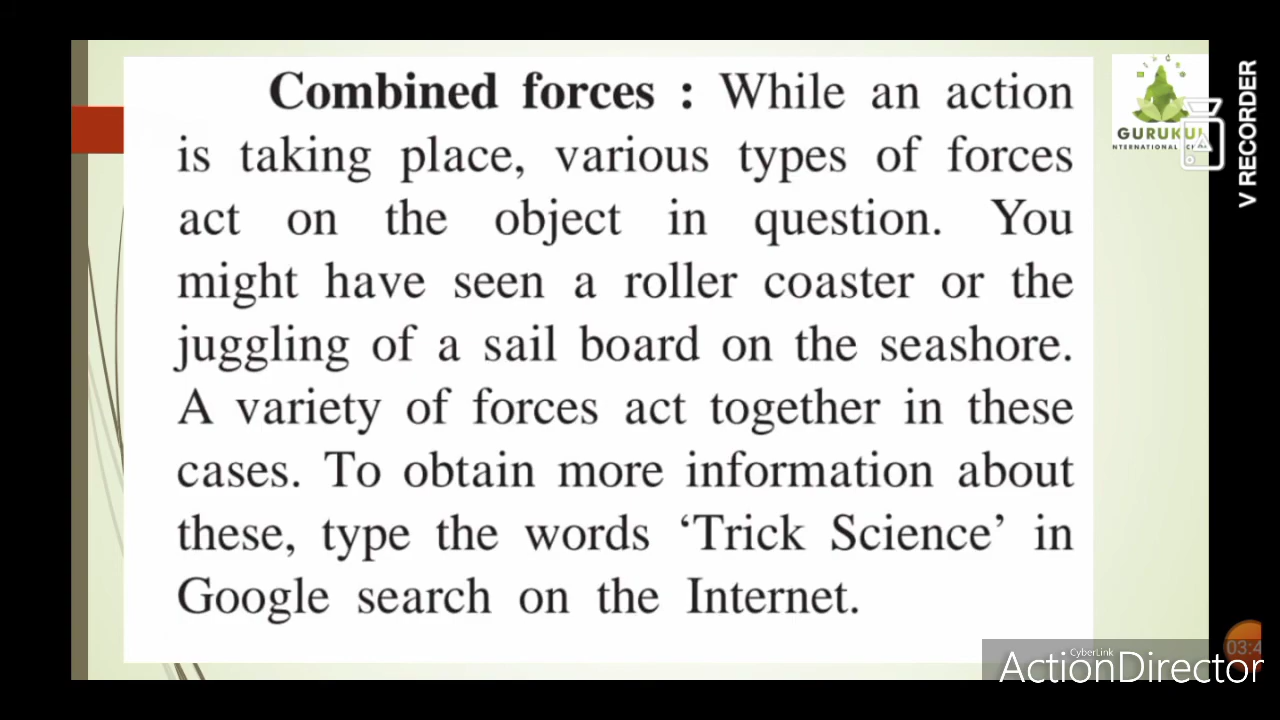 Combined forces : While an action
is taking place, various types of forces
act on the object in question. You
might have seen a roller coaster or the
juggling of a sail board on the seashore.
A variety of forces act together in these
cases. To obtain more information about
these, type the words ‘Trick Science’ in
Google search on the Internet.
GURUKUL
V RECORDER
03:4
CyberLink
ActionDirector